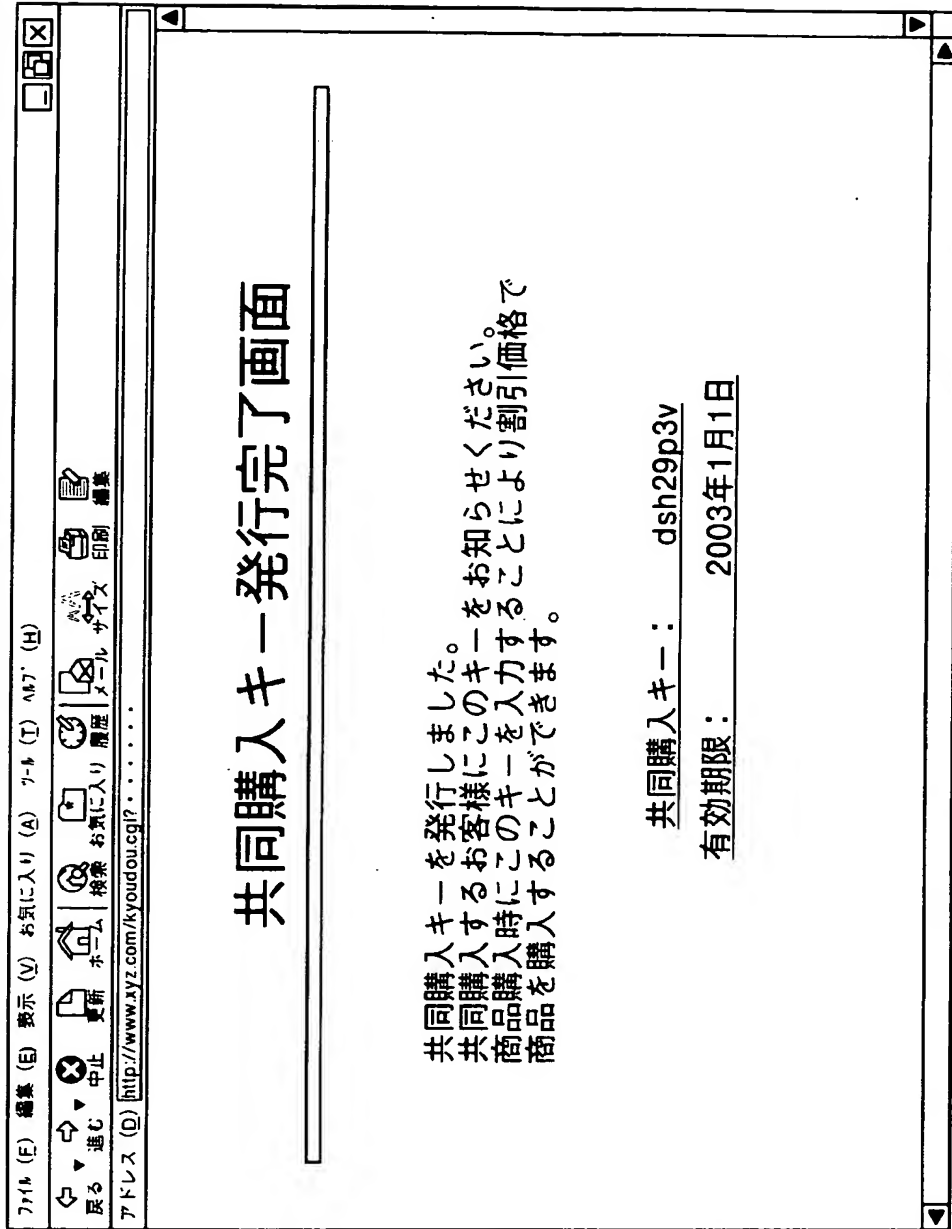 ファイル (F) 編集 (E) 表示 (V) お気に入り (A) ツール (T) ヘルプ (H)
戻る 進む 中止 更新 ホーム 検索 お気に入り 履歴 メール サイズ 印刷 編集
アドレス (D) http://www.xyz.com/kyoudou.cgi?・・・・・・・
共同購入キー発行完了画面
共同購入キーを発行しました。
共同購入するお客様にこのキーをお知らせください。
商品購入時にこのキーを入力することにより割引価格で
商品を購入することができます。
共同購入キー： dsh29p3v
有効期限： 2003年1月1日